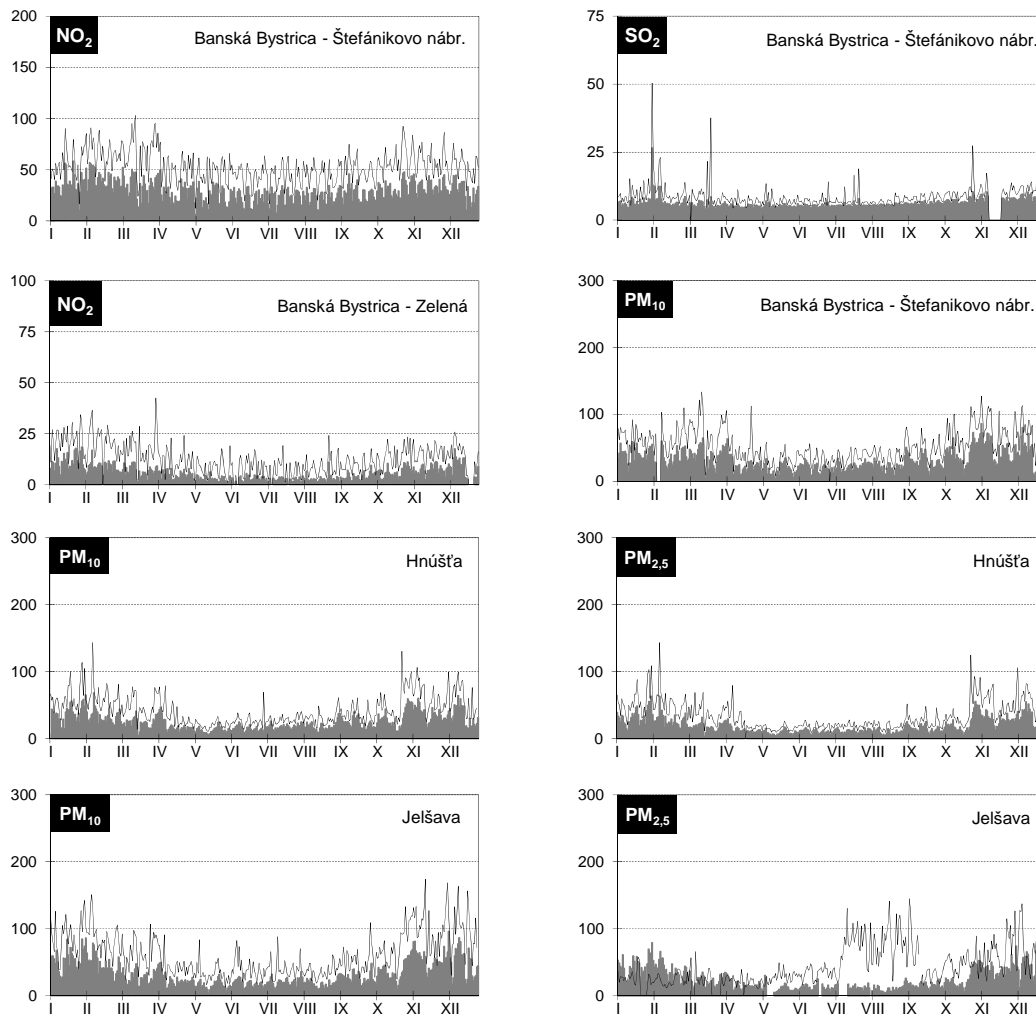 NO2
Banská Bystrica - Štefánikovo nábr.
200
150
100
50
0
I II III IV V VI VII VIII IX X XI XII
SO2
Banská Bystrica - Štefánikovo nábr.
75
50
25
0
I II III IV V VI VII VIII IX X XI XII
NO2
Banská Bystrica - Zelená
100
75
50
25
0
I II III IV V VI VII VIII IX X XI XII
PM10
Banská Bystrica - Štefanikovo nábr.
300
200
100
0
I II III IV V VI VII VIII IX X XI XII
PM10
Hnúšťa
300
200
100
0
I II III IV V VI VII VIII IX X XI XII
PM2,5
Hnúšťa
300
200
100
0
I II III IV V VI VII VIII IX X XI XII
PM10
Jelšava
300
200
100
0
I II III IV V VI VII VIII IX X XI XII
PM2,5
Jelšava
300
200
100
0
I II III IV V VI VII VIII IX X XI XII